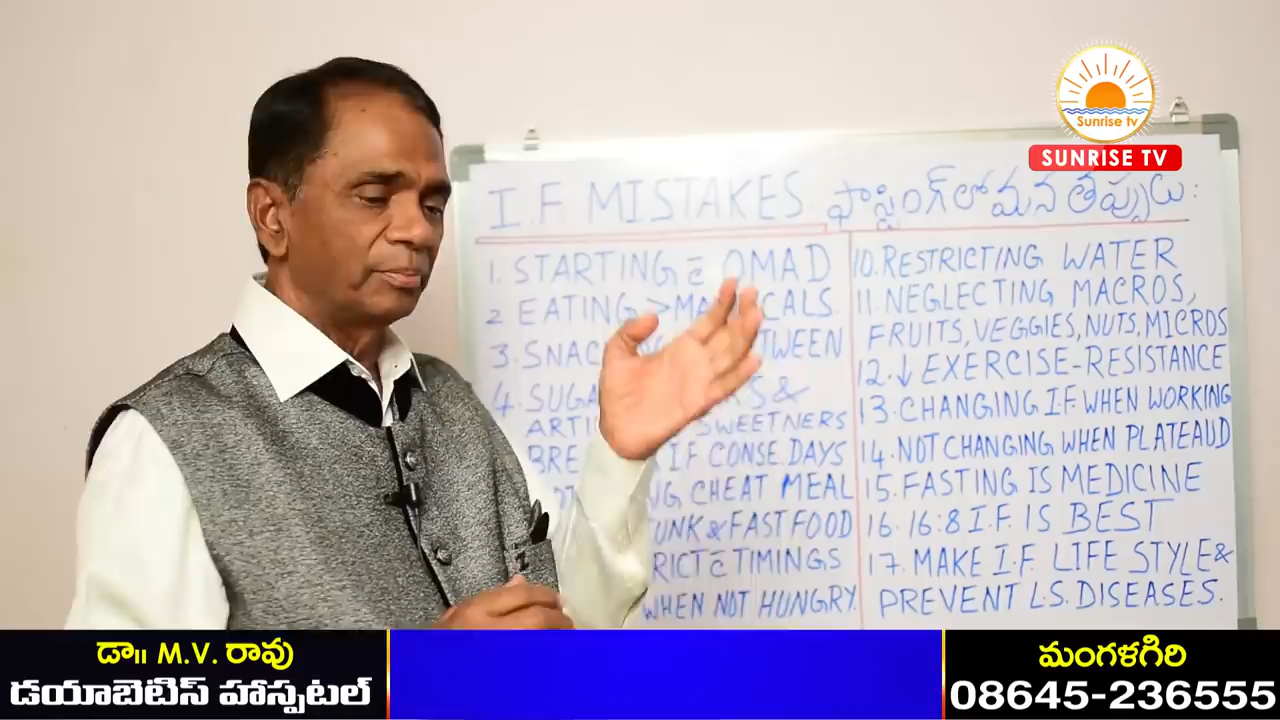 Sunrise tv
SUNRISE TV
I.F. MISTAKES. ఫాస్టింగ్‌లో మన తప్పులు:
1. STARTING c̄ OMAD
2 EATING >MA CALS
3. SNAC
4. SUGA &
ARTI SWEETNERS
BRE I.F CONSE. DAYS
CHEAT MEAL
& FAST FOOD
c̄ TIMINGS
WHEN NOT HUNGRY.
10. RESTRICTING WATER
11. NEGLECTING MACROS,
FRUITS, VEGGIES, NUTS, MICROS
12. ↓ EXERCISE-RESISTANCE
13. CHANGING I.F. WHEN WORKING
14. NOT CHANGING WHEN PLATEAUD
15. FASTING IS MEDICINE
16. 16:8 I.F. IS BEST
17. MAKE I.F. LIFE STYLE &
PREVENT L.S. DISEASES.
డా౹౹ M.V. రావు
డయాబెటిస్ హాస్పటల్
మంగళగిరి
08645-236555